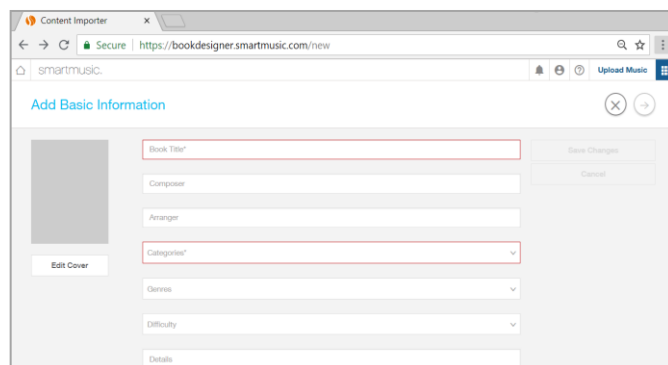 Content Importer
Secure https://bookdesigner.smartmusic.com/new
smartmusic.
Upload Music
Add Basic Information
Book Title*
Save Changes
Composer
Cancel
Arranger
Categories*
Edit Cover
Genres
Difficulty
Details